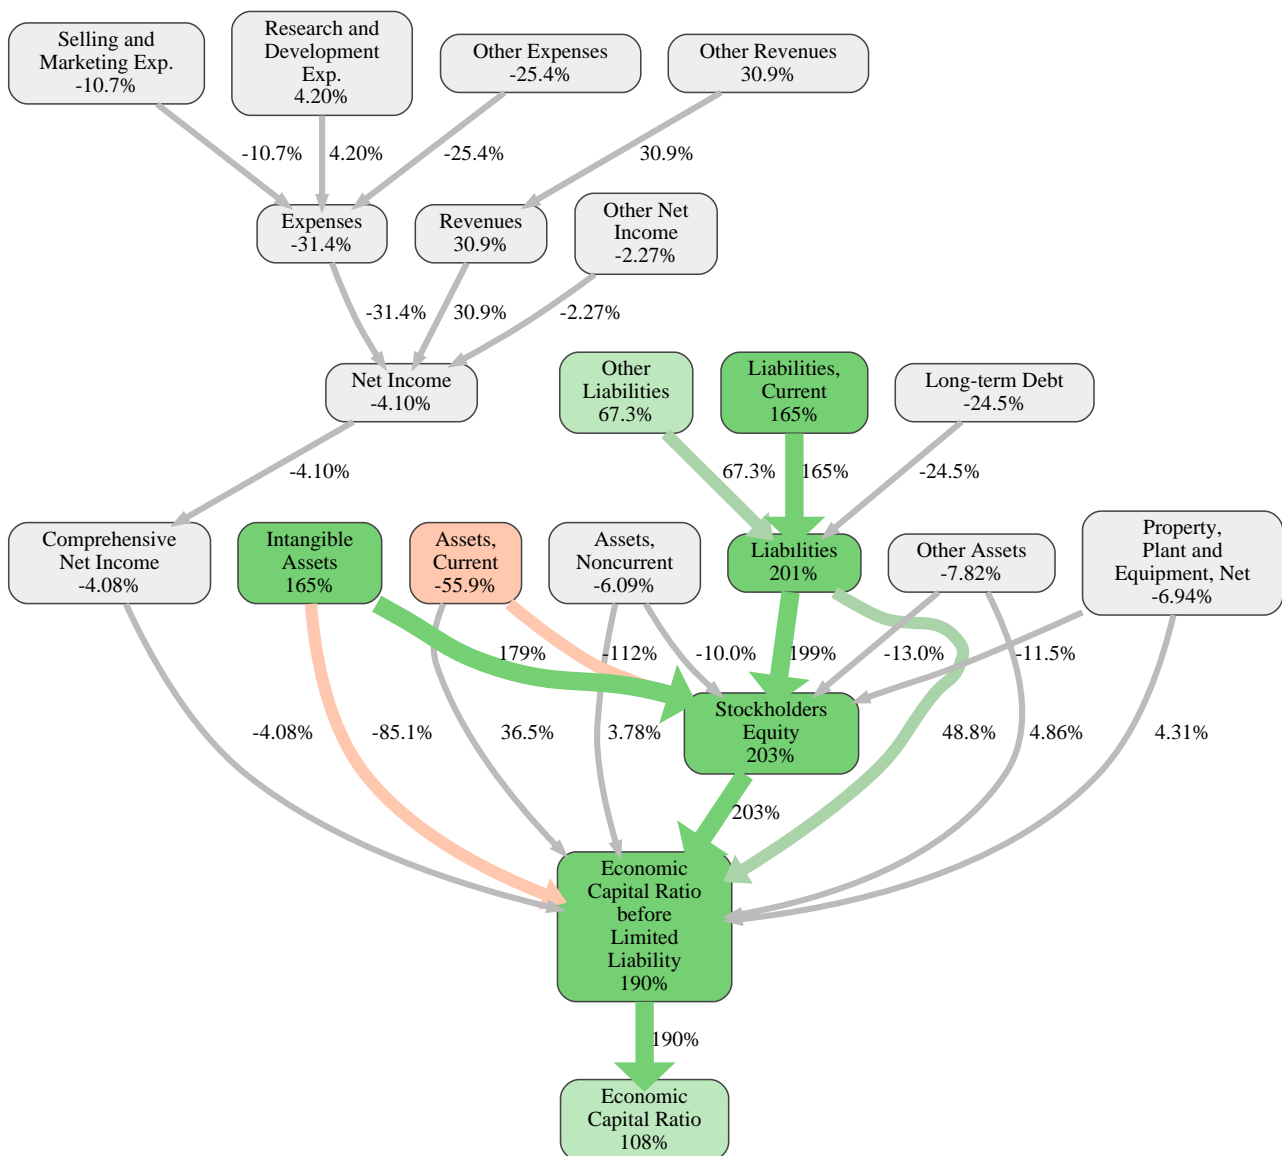 Selling and
Marketing Exp.
-10.7%
Research and
Development
Exp.
4.20%
Other Expenses
-25.4%
Other Revenues
30.9%
-10.7%
4.20%
-25.4%
30.9%
Expenses
-31.4%
Revenues
30.9%
Other Net
Income
-2.27%
-31.4%
30.9%
-2.27%
Net Income
-4.10%
Other
Liabilities
67.3%
Liabilities,
Current
165%
Long-term Debt
-24.5%
-4.10%
67.3%
165%
-24.5%
Comprehensive
Net Income
-4.08%
Intangible
Assets
165%
Assets,
Current
-55.9%
Assets,
Noncurrent
-6.09%
Liabilities
201%
Other Assets
-7.82%
Property,
Plant and
Equipment, Net
-6.94%
179%
-112%
-10.0%
199%
-13.0%
-11.5%
Stockholders
Equity
203%
-4.08%
-85.1%
36.5%
3.78%
48.8%
4.86%
4.31%
203%
Economic
Capital Ratio
before
Limited
Liability
190%
190%
Economic
Capital Ratio
108%